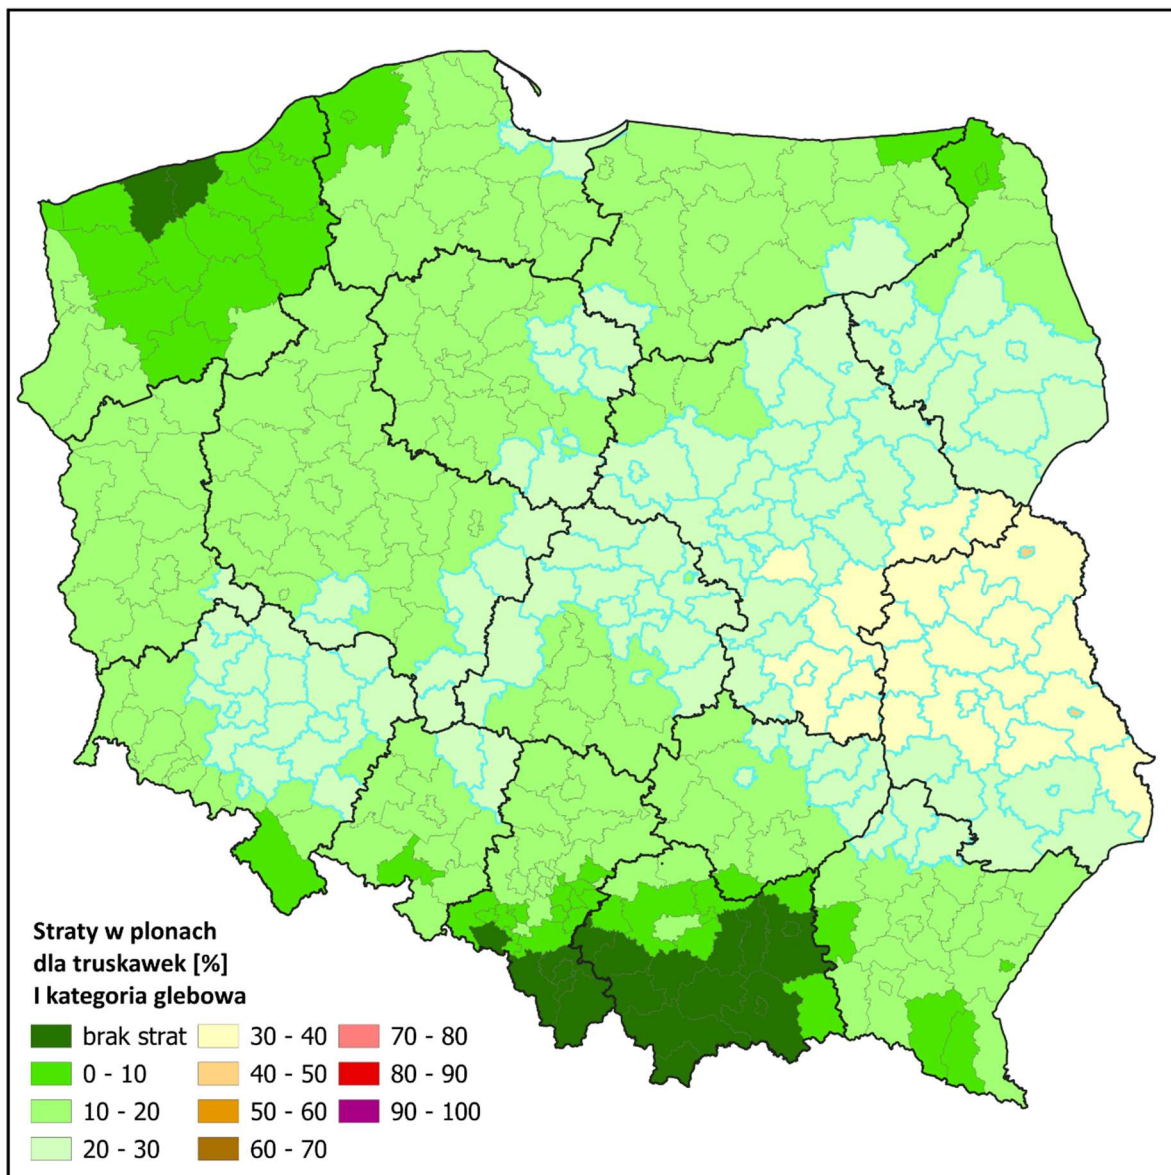 Straty w plonach
dla truskawek [%]
I kategoria glebowa
brak strat
0 - 10
10 - 20
20 - 30
30 - 40
40 - 50
50 - 60
60 - 70
70 - 80
80 - 90
90 - 100